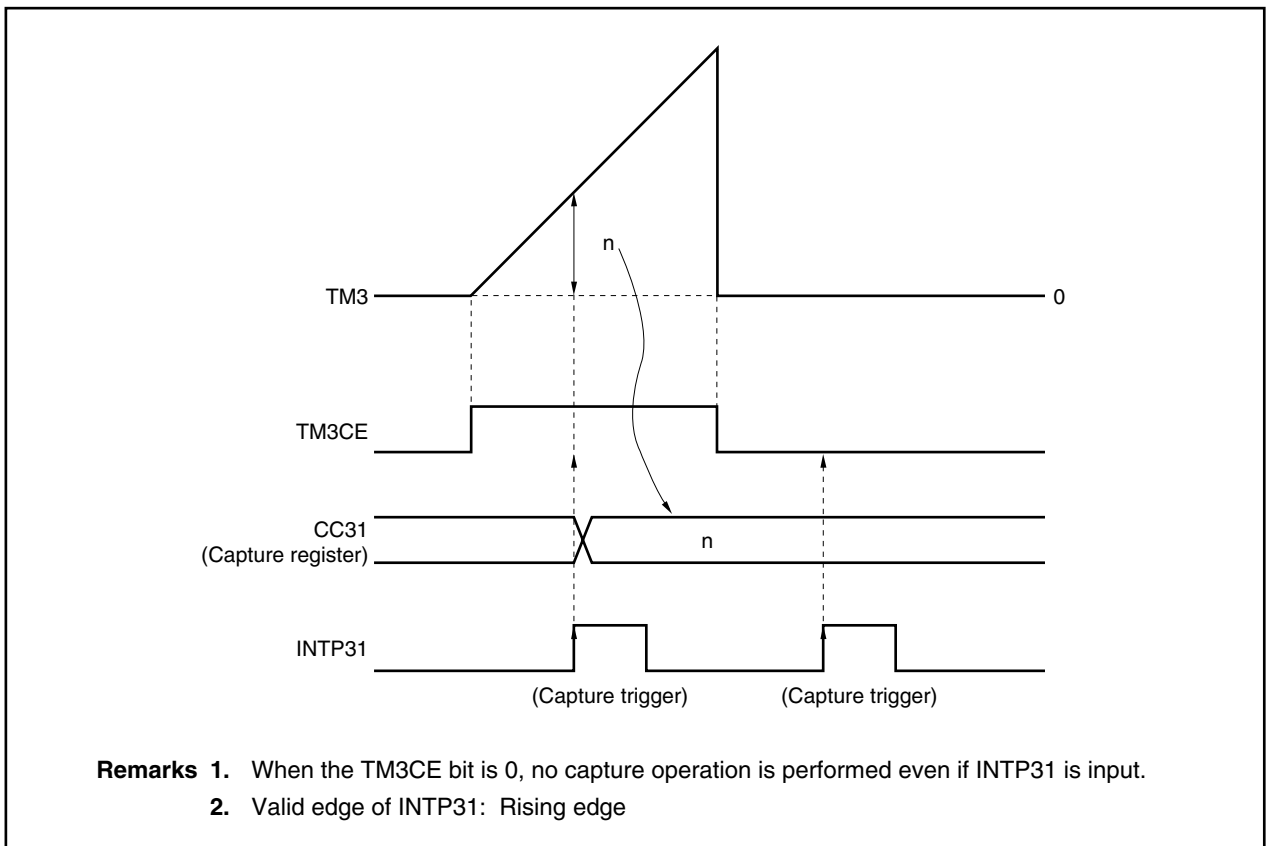 n
TM3
0
TM3CE
CC31
(Capture register)
n
INTP31
(Capture trigger) (Capture trigger)
Remarks 1. When the TM3CE bit is 0, no capture operation is performed even if INTP31 is input.
2. Valid edge of INTP31: Rising edge